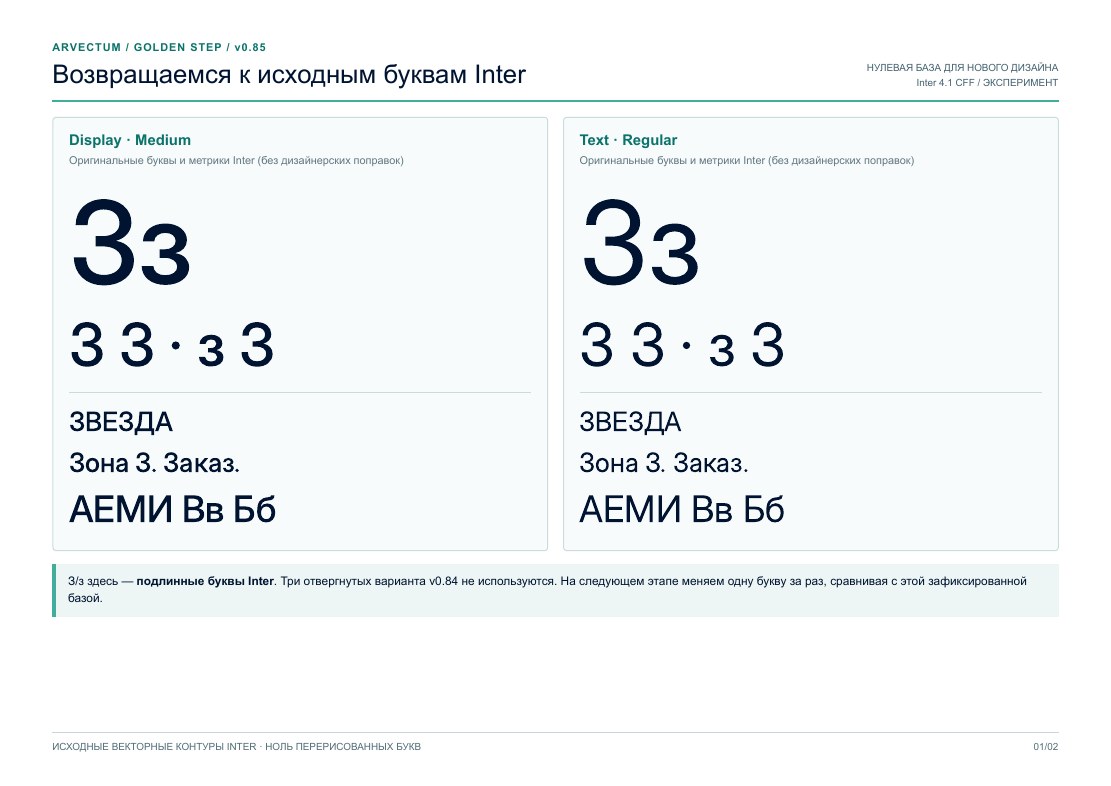 ARVECTUM / GOLDEN STEP / v0.85
Возвращаемся к исходным буквам Inter
НУЛЕВАЯ БАЗА ДЛЯ НОВОГО ДИЗАЙНА
Inter 4.1 CFF / ЭКСПЕРИМЕНТ
Display · Medium
Оригинальные буквы и метрики Inter (без дизайнерских поправок)
Зз
З З · з З
ЗВЕЗДА
Зона З. Заказ.
АЕМИ Вв Бб
Text · Regular
Оригинальные буквы и метрики Inter (без дизайнерских поправок)
Зз
З З · з З
ЗВЕЗДА
Зона З. Заказ.
АЕМИ Вв Бб
З/з здесь — подлинные буквы Inter. Три отвергнутых варианта v0.84 не используются. На следующем этапе меняем одну букву за раз, сравнивая с этой зафиксированной
базой.
ИСХОДНЫЕ ВЕКТОРНЫЕ КОНТУРЫ INTER · НОЛЬ ПЕРЕРИСОВАННЫХ БУКВ
01/02